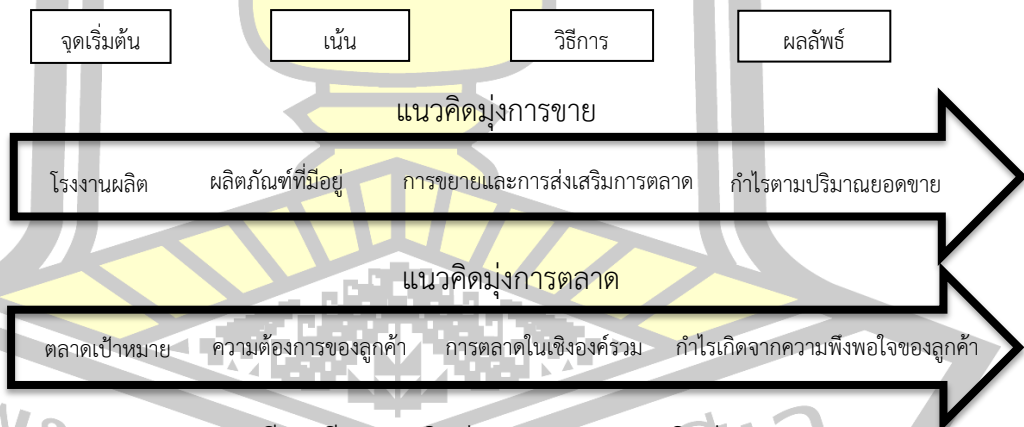 จุดเริ่มต้น เน้น วิธีการ ผลลัพธ์
แนวคิดมุ่งการขาย
โรงงานผลิต ผลิตภัณฑ์ที่มีอยู่ การขยายและการส่งเสริมการตลาด กำไรตามปริมาณยอดขาย
แนวคิดมุ่งการตลาด
ตลาดเป้าหมาย ความต้องการของลูกค้า การตลาดในเชิงองค์รวม กำไรเกิดจากความพึงพอใจของลูกค้า